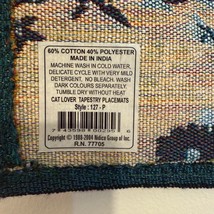 60% COTTON 40% POLYESTER
MADE IN INDIA
MACHINE WASH IN COLD WATER,
DELICATE CYCLE WITH VERY MILD
DETERGENT. NO BLEACH. WASH
DARK COLOURS SEPARATELY
TUMBLE DRY WITHOUT HEAT
CAT LOVER TAPESTRY PLACEMATS
Style : 127 - P
Copyright © 1998-2004 Nidico Group of Inc.
R.N. 77705